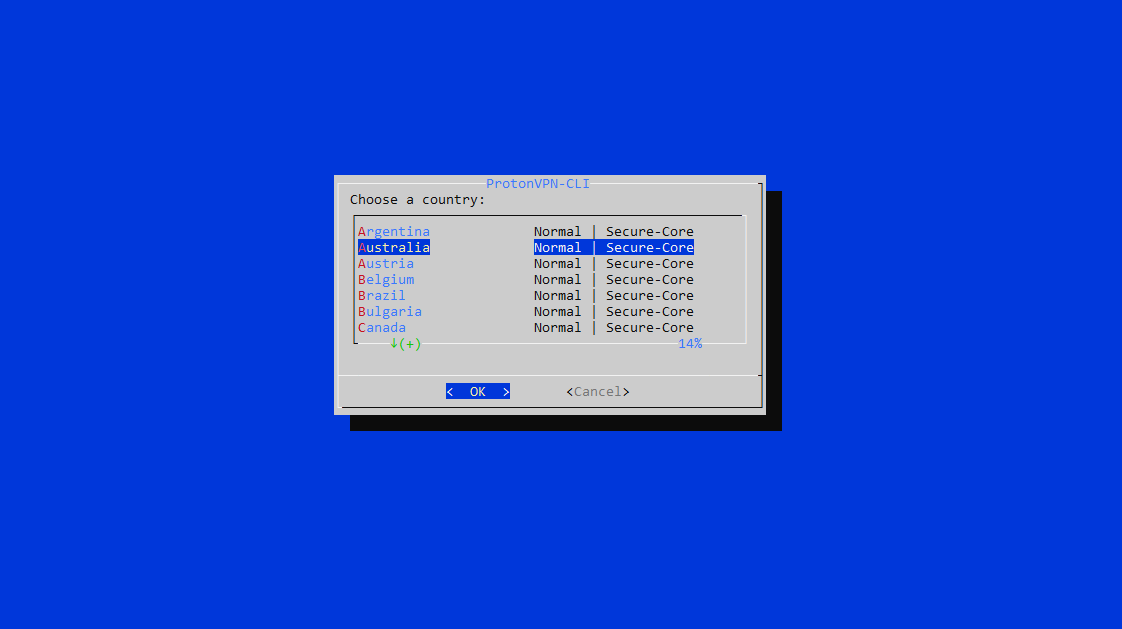 ProtonVPN-CLI
Choose a country:
Argentina Normal | Secure-Core
Australia Normal | Secure-Core
Austria Normal | Secure-Core
Belgium Normal | Secure-Core
Brazil Normal | Secure-Core
Bulgaria Normal | Secure-Core
Canada Normal | Secure-Core
↓(+) 14%
< OK > <Cancel>